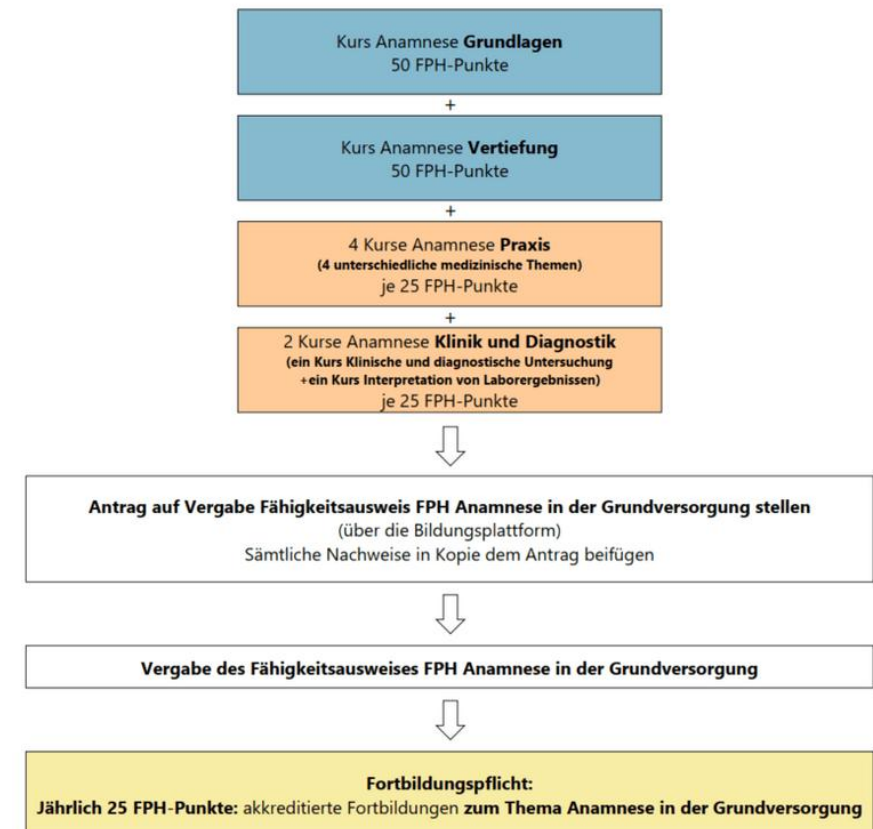 Kurs Anamnese Grundlagen
50 FPH-Punkte
+
Kurs Anamnese Vertiefung
50 FPH-Punkte
+
4 Kurse Anamnese Praxis
(4 unterschiedliche medizinische Themen)
je 25 FPH-Punkte
+
2 Kurse Anamnese Klinik und Diagnostik
(ein Kurs Klinische und diagnostische Untersuchung
+ein Kurs Interpretation von Laborergebnissen)
je 25 FPH-Punkte
Antrag auf Vergabe Fähigkeitsausweis FPH Anamnese in der Grundversorgung stellen
(über die Bildungsplattform)
Sämtliche Nachweise in Kopie dem Antrag beifügen
Vergabe des Fähigkeitsausweises FPH Anamnese in der Grundversorgung
Fortbildungspflicht:
Jährlich 25 FPH-Punkte: akkreditierte Fortbildungen zum Thema Anamnese in der Grundversorgung